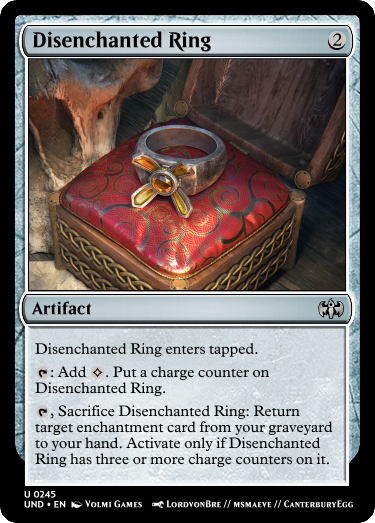 Disenchanted Ring 2
Artifact
Disenchanted Ring enters tapped.
: Add . Put a charge counter on
Disenchanted Ring.
, Sacrifice Disenchanted Ring: Return
target enchantment card from your graveyard
to your hand. Activate only if Disenchanted
Ring has three or more charge counters on it.
U 0245
UND • EN Volmi Games LordvonBre // msmaeve // CanterburyEgg